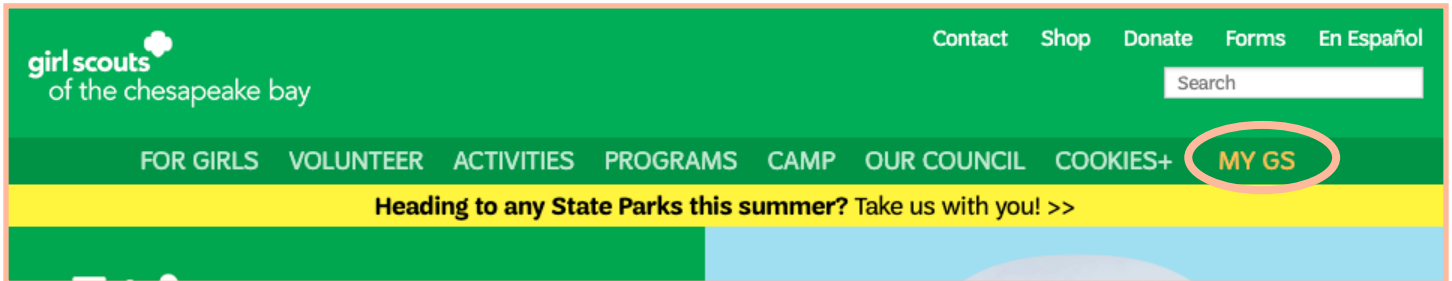 girl scouts
of the chesapeake bay
Contact Shop Donate Forms En Español
Search
FOR GIRLS VOLUNTEER ACTIVITIES PROGRAMS CAMP OUR COUNCIL COOKIES+ MY GS
Heading to any State Parks this summer? Take us with you! >>